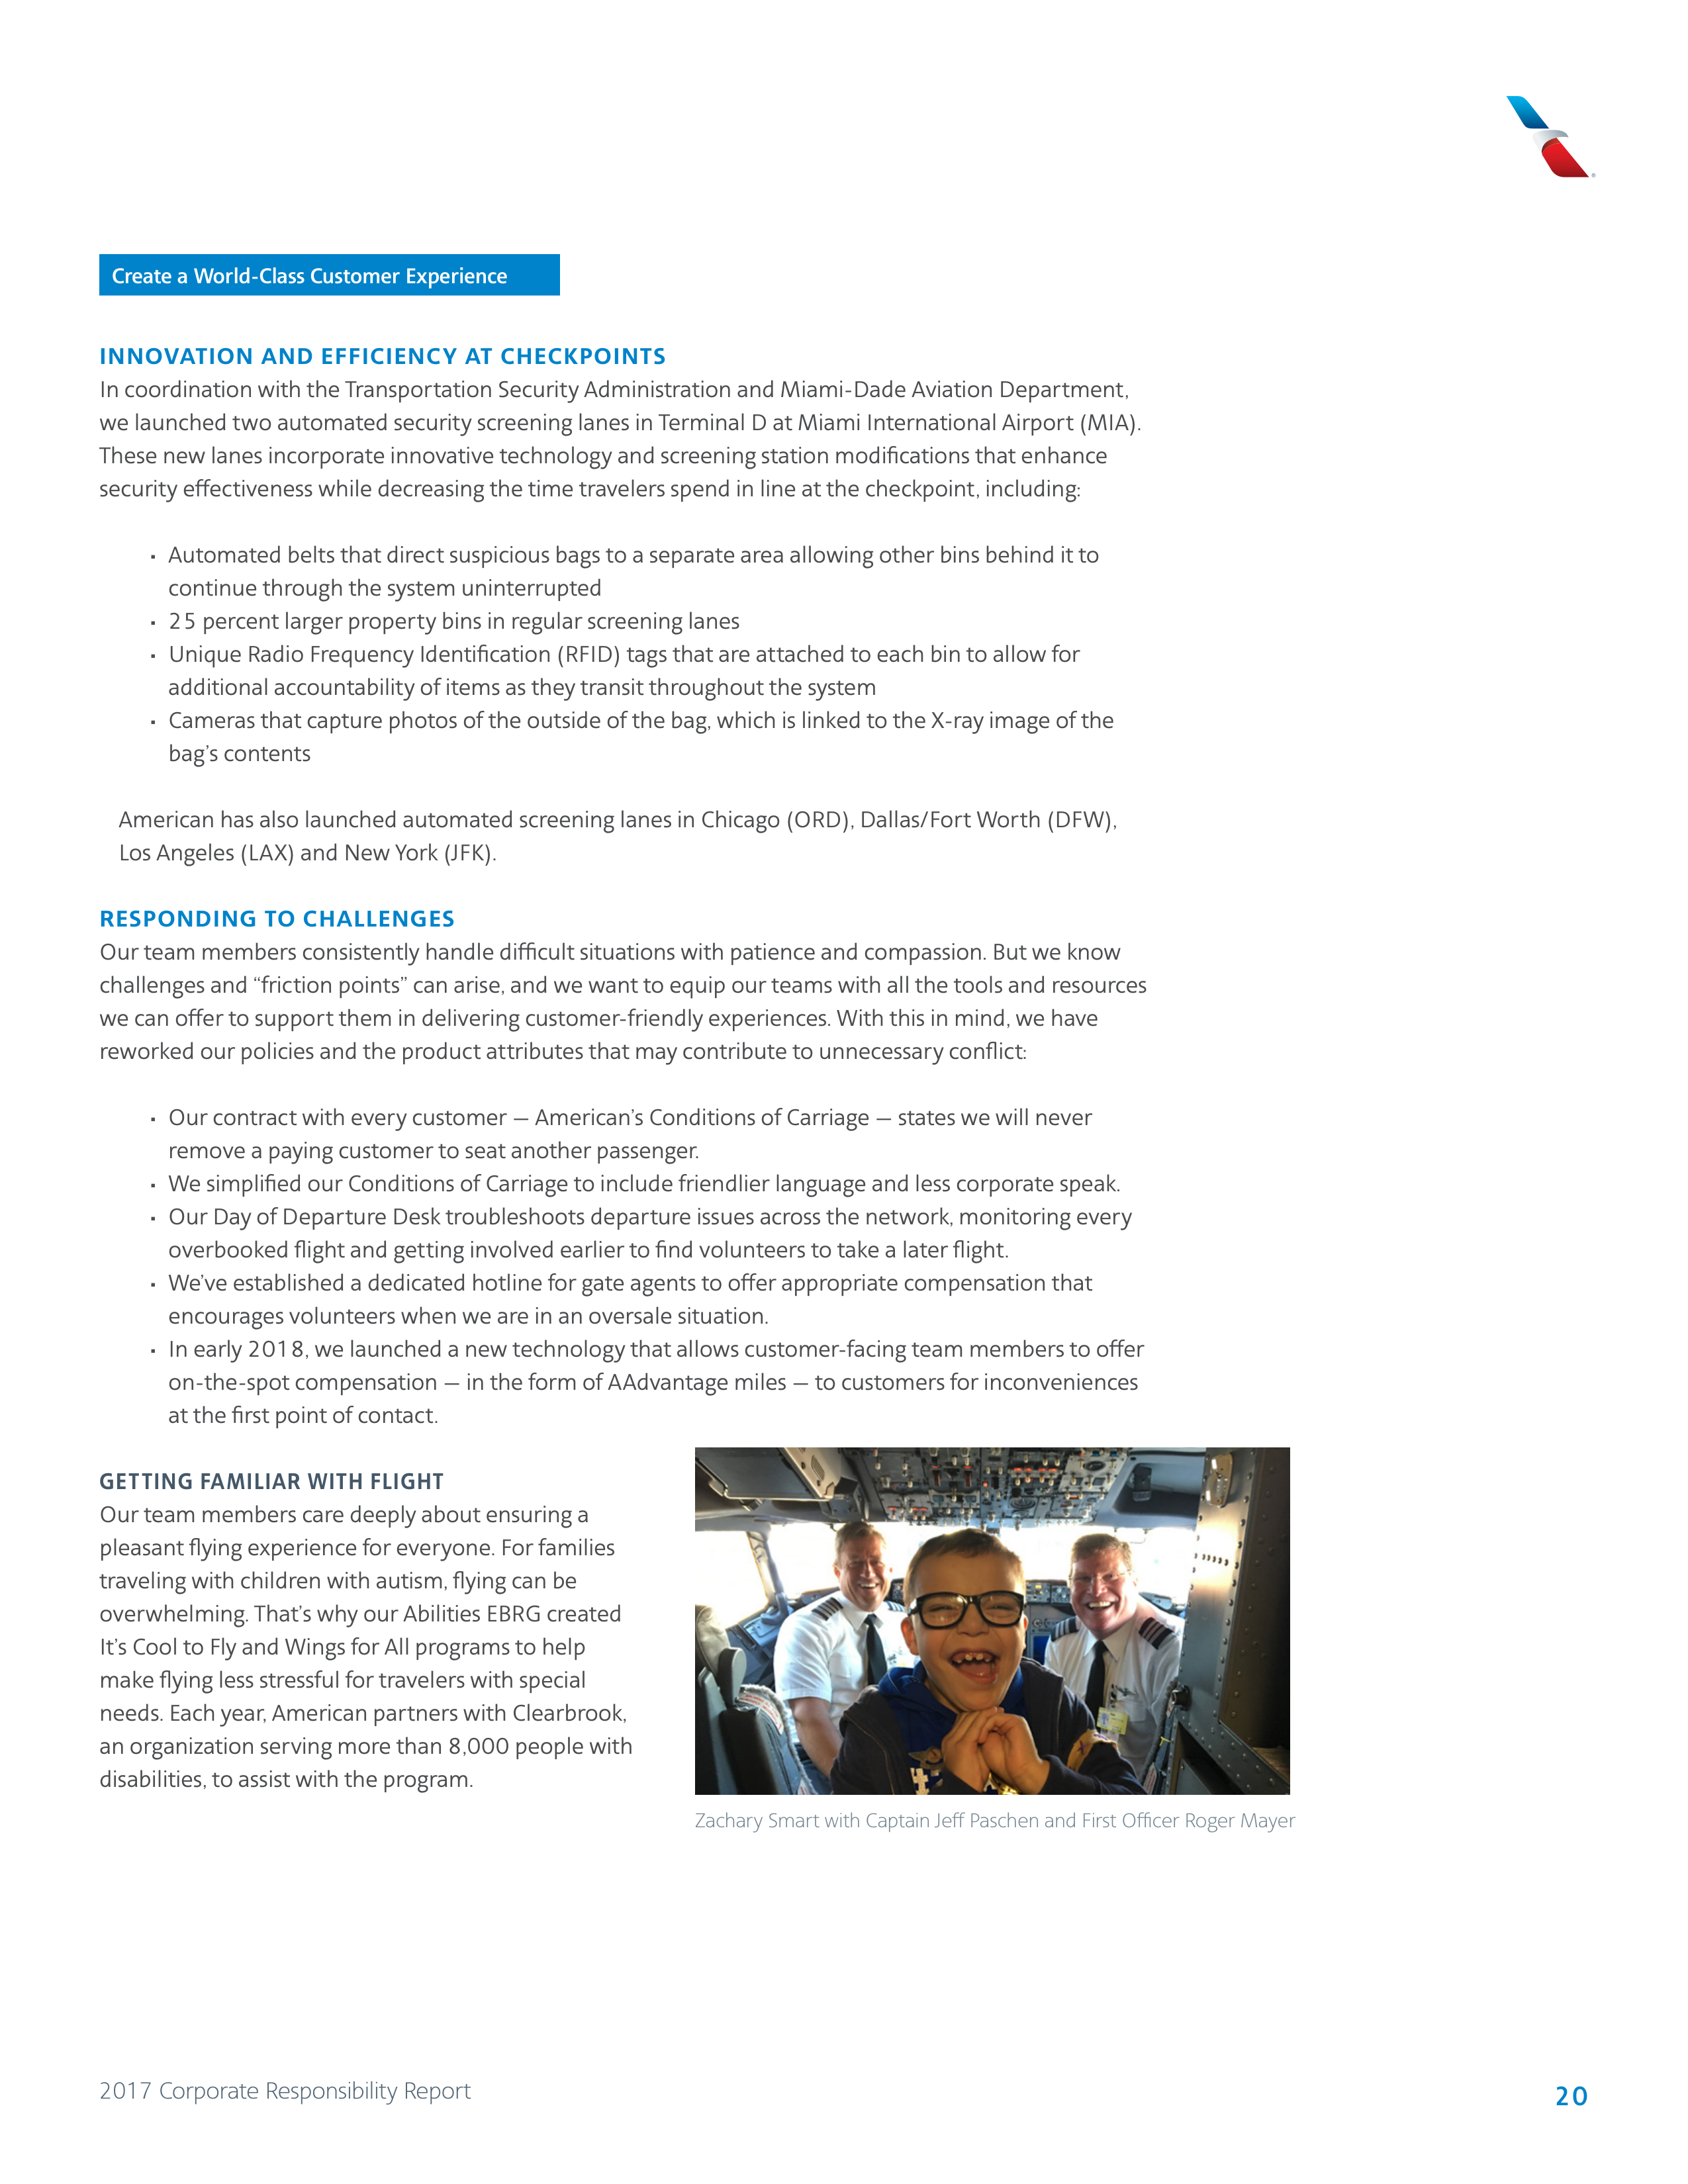 Create a World-Class Customer Experience
INNOVATION AND EFFICIENCY AT CHECKPOINTS
In coordination with the Transportation Security Administration and Miami-Dade Aviation Department,
we launched two automated security screening lanes in Terminal D at Miami International Airport (MIA).
These new lanes incorporate innovative technology and screening station modifications that enhance
security effectiveness while decreasing the time travelers spend in line at the checkpoint, including:
• Automated belts that direct suspicious bags to a separate area allowing other bins behind it to
continue through the system uninterrupted
• 25 percent larger property bins in regular screening lanes
• Unique Radio Frequency Identification (RFID) tags that are attached to each bin to allow for
additional accountability of items as they transit throughout the system
• Cameras that capture photos of the outside of the bag, which is linked to the X-ray image of the
bag’s contents
American has also launched automated screening lanes in Chicago (ORD), Dallas/Fort Worth (DFW),
Los Angeles (LAX) and New York (JFK).
RESPONDING TO CHALLENGES
Our team members consistently handle difficult situations with patience and compassion. But we know
challenges and “friction points” can arise, and we want to equip our teams with all the tools and resources
we can offer to support them in delivering customer-friendly experiences. With this in mind, we have
reworked our policies and the product attributes that may contribute to unnecessary conflict:
• Our contract with every customer — American’s Conditions of Carriage — states we will never
remove a paying customer to seat another passenger.
• We simplified our Conditions of Carriage to include friendlier language and less corporate speak.
• Our Day of Departure Desk troubleshoots departure issues across the network, monitoring every
overbooked flight and getting involved earlier to find volunteers to take a later flight.
• We’ve established a dedicated hotline for gate agents to offer appropriate compensation that
encourages volunteers when we are in an oversale situation.
• In early 2018, we launched a new technology that allows customer-facing team members to offer
on-the-spot compensation — in the form of AAdvantage miles — to customers for inconveniences
at the first point of contact.
GETTING FAMILIAR WITH FLIGHT
Our team members care deeply about ensuring a
pleasant flying experience for everyone. For families
traveling with children with autism, flying can be
overwhelming. That’s why our Abilities EBRG created
It’s Cool to Fly and Wings for All programs to help
make flying less stressful for travelers with special
needs. Each year, American partners with Clearbrook,
an organization serving more than 8,000 people with
disabilities, to assist with the program.
Zachary Smart with Captain Jeff Paschen and First Officer Roger Mayer
2017 Corporate Responsibility Report
20